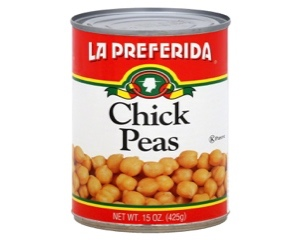 LA PREFERIDA®
Chick
Peas
NET WT. 15 OZ. (425g)